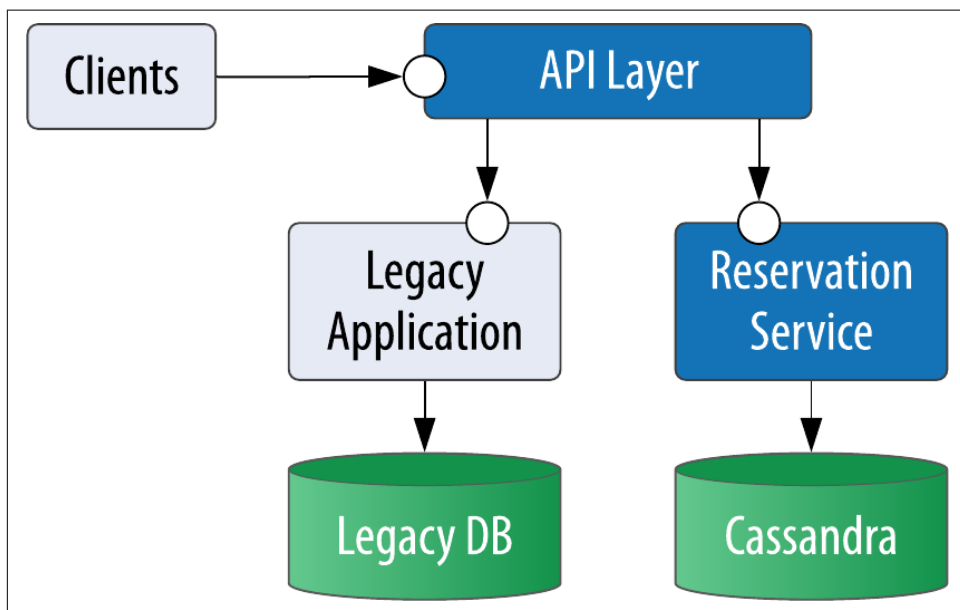 Clients
API Layer
Legacy
Application
Reservation
Service
Legacy DB
Cassandra